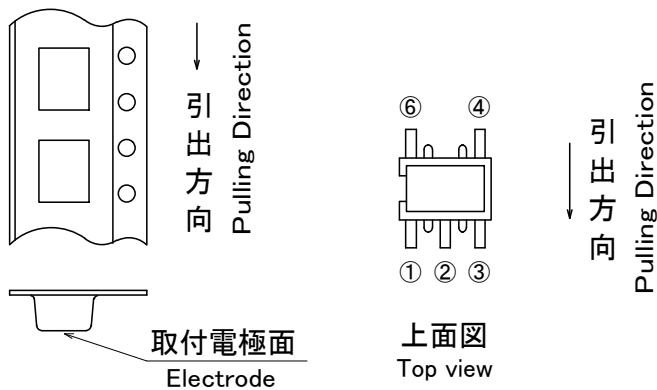 引出方向
Pulling Direction
取付電極面
Electrode
⑥ ④
① ② ③
上面図
Top view
引出方向
Pulling Direction